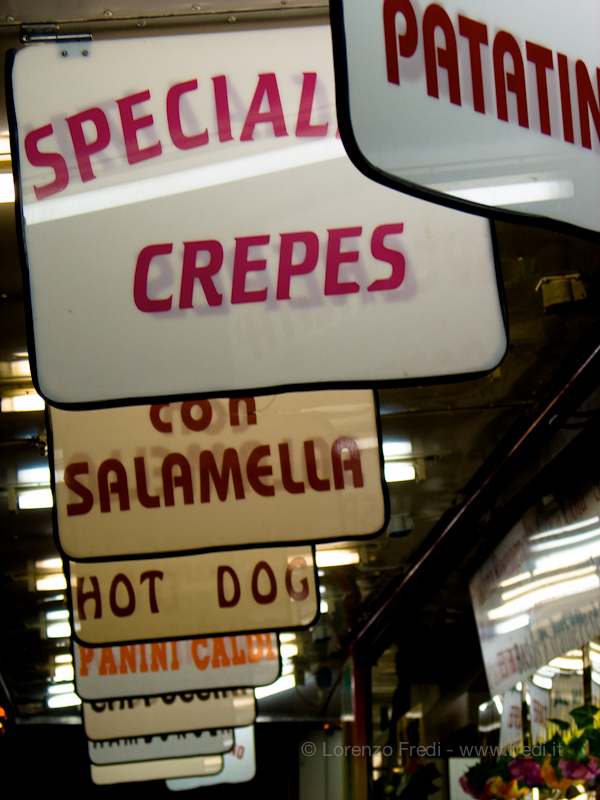 PATATIN
SPECIAL
CREPES
con
SALAMELLA
HOT DOG
PANINI CALDI
© Lorenzo Fredi - www.fredi.it